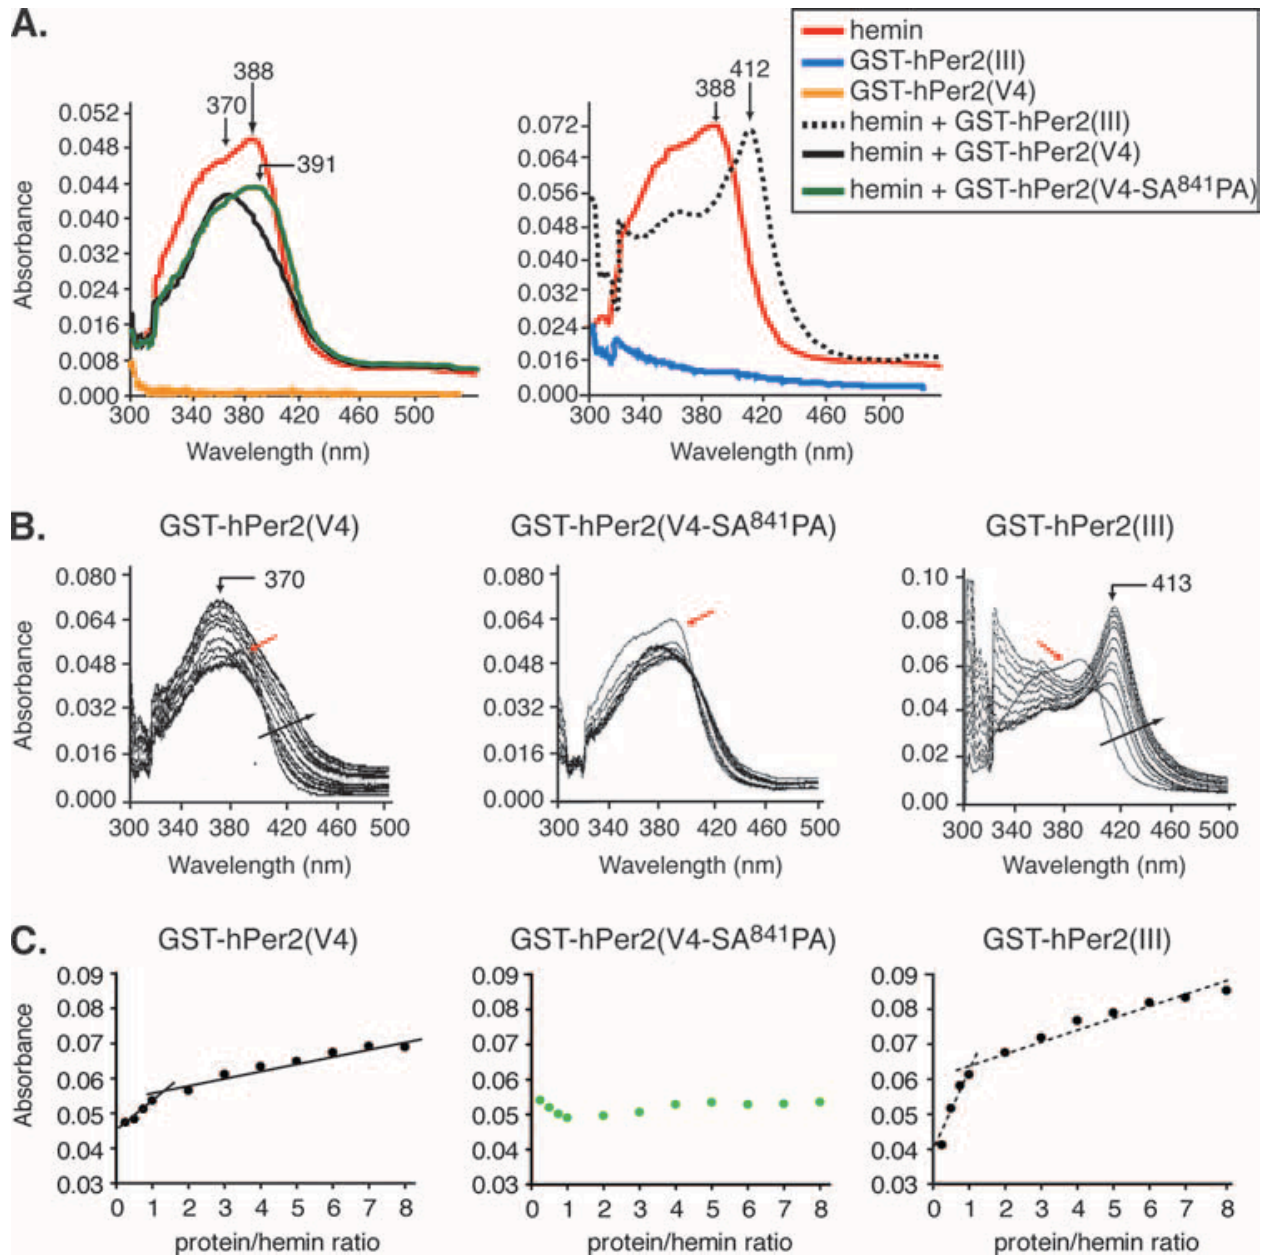 A.
hemin
GST-hPer2(III)
GST-hPer2(V4)
hemin + GST-hPer2(III)
hemin + GST-hPer2(V4)
hemin + GST-hPer2(V4-SA⁸⁴¹PA)
388
370
391
0.052
0.048
0.044
0.032
0.016
0.008
0.000
Absorbance
300 340 380 420 460 500
Wavelength (nm)
412
388
0.072
0.064
0.056
0.048
0.040
0.032
0.024
0.016
0.000
300 340 388 420 460 500
Wavelength (nm)
B.
GST-hPer2(V4)
370
0.080
0.064
0.048
0.032
0.016
0.000
Absorbance
300 340 380 420 460 500
Wavelength (nm)
GST-hPer2(V4-SA⁸⁴¹PA)
0.080
0.064
0.048
0.032
0.016
0.000
300 340 380 420 460 500
Wavelength (nm)
GST-hPer2(III)
413
0.10
0.08
0.06
0.04
0.02
0.00
300 340 380 420 460 500
Wavelength (nm)
C.
GST-hPer2(V4)
0.09
0.08
0.07
0.06
0.05
0.04
0.03
Absorbance
0 1 2 3 4 5 6 7 8
protein/hemin ratio
GST-hPer2(V4-SA⁸⁴¹PA)
0.09
0.08
0.07
0.06
0.05
0.04
0.03
0 1 2 3 4 5 6 7 8
protein/hemin ratio
GST-hPer2(III)
0.09
0.08
0.07
0.06
0.05
0.04
0.03
0 1 2 3 4 5 6 7 8
protein/hemin ratio